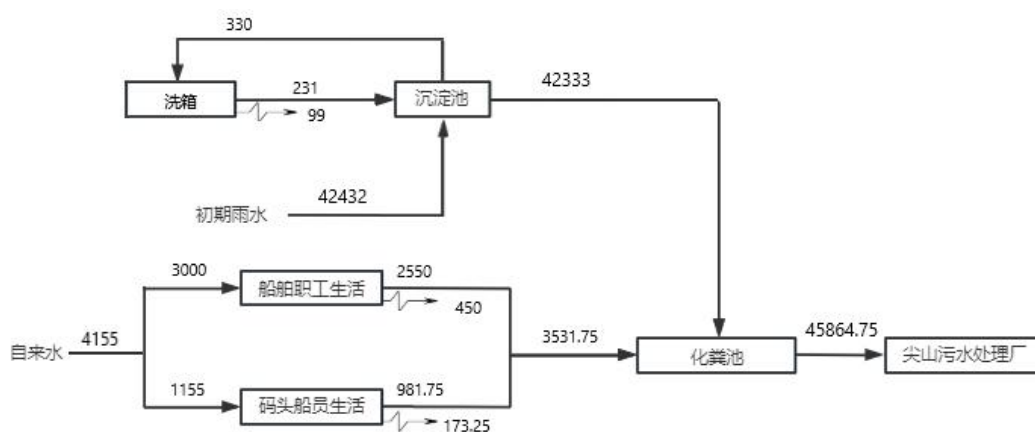 330
洗箱
231
99
沉淀池
42333
初期雨水
42432
自来水
4155
3000
船舶职工生活
2550
450
1155
码头船员生活
981.75
173.25
3531.75
化粪池
45864.75
尖山污水处理厂